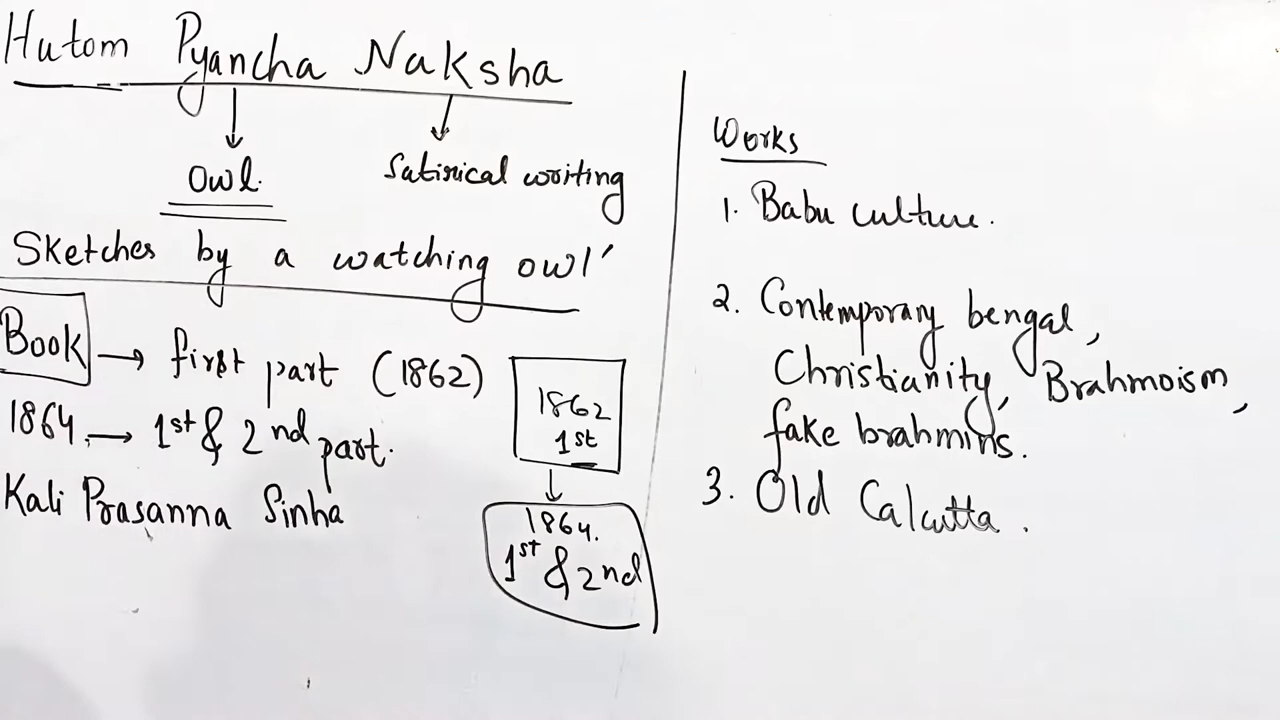 Hutom Pyancha Naksha
Owl.
Satirical writing
Sketches by a watching owl'
Book → first part (1862)
1864. → 1st & 2nd part.
Kali Prasanna Sinha
1862
1st
1864.
1st & 2nd
Works
1. Babu culture.
2. Contemporary bengal,
Christianity, Brahmoism,
fake brahmins.
3. Old Calcutta.